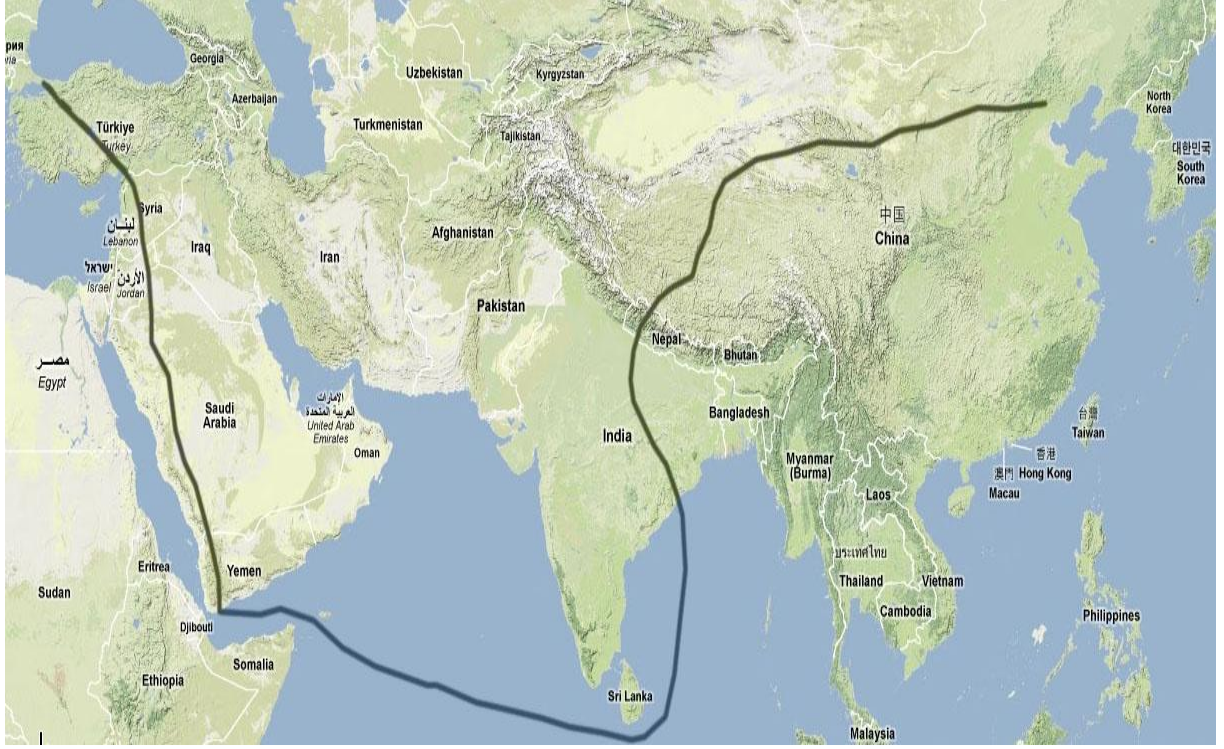 рия
ria
Georgia
Azerbaijan
Uzbekistan
Kyrgyzstan
Türkiye
Turkey
Turkmenistan
Tajikistan
North
Korea
대한민국
South
Korea
Syria
لبنــان
Lebanon
Iraq
Iran
Afghanistan
中国
China
ישראל
Israel
الأردن
Jordan
Pakistan
Nepal
Bhutan
مصــر
Egypt
Saudi
Arabia
الإمارات
العربية المتحدة
United Arab
Emirates
Oman
India
Bangladesh
Myanmar
(Burma)
台灣
Taiwan
香港
Hong Kong
澳門
Macau
Laos
Eritrea
Yemen
Sudan
Djibouti
Somalia
Ethiopia
ประเทศไทย
Thailand
Vietnam
Cambodia
Philippines
Sri Lanka
Malaysia